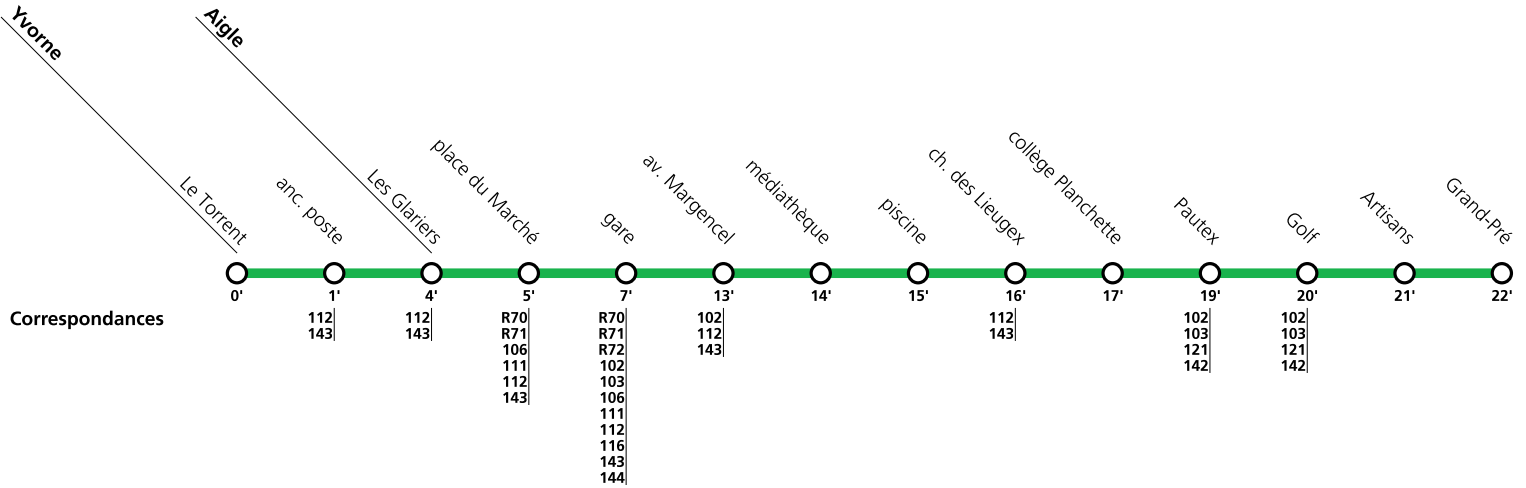 Yvorne
Aigle
Le Torrent
anc. poste
Les Glariers
place du Marché
gare
av. Margencel
médiathèque
piscine
ch. des Lieugex
collège Planchette
Pautex
Golf
Artisans
Grand-Pré
0' 1' 4' 5' 7' 13' 14' 15' 16' 17' 19' 20' 21' 22'
Correspondances
112
143
112
143
R70
R71
106
111
112
143
R70
R71
R72
102
103
106
111
112
116
143
144
102
112
143
112
143
102
103
121
142
102
103
121
142